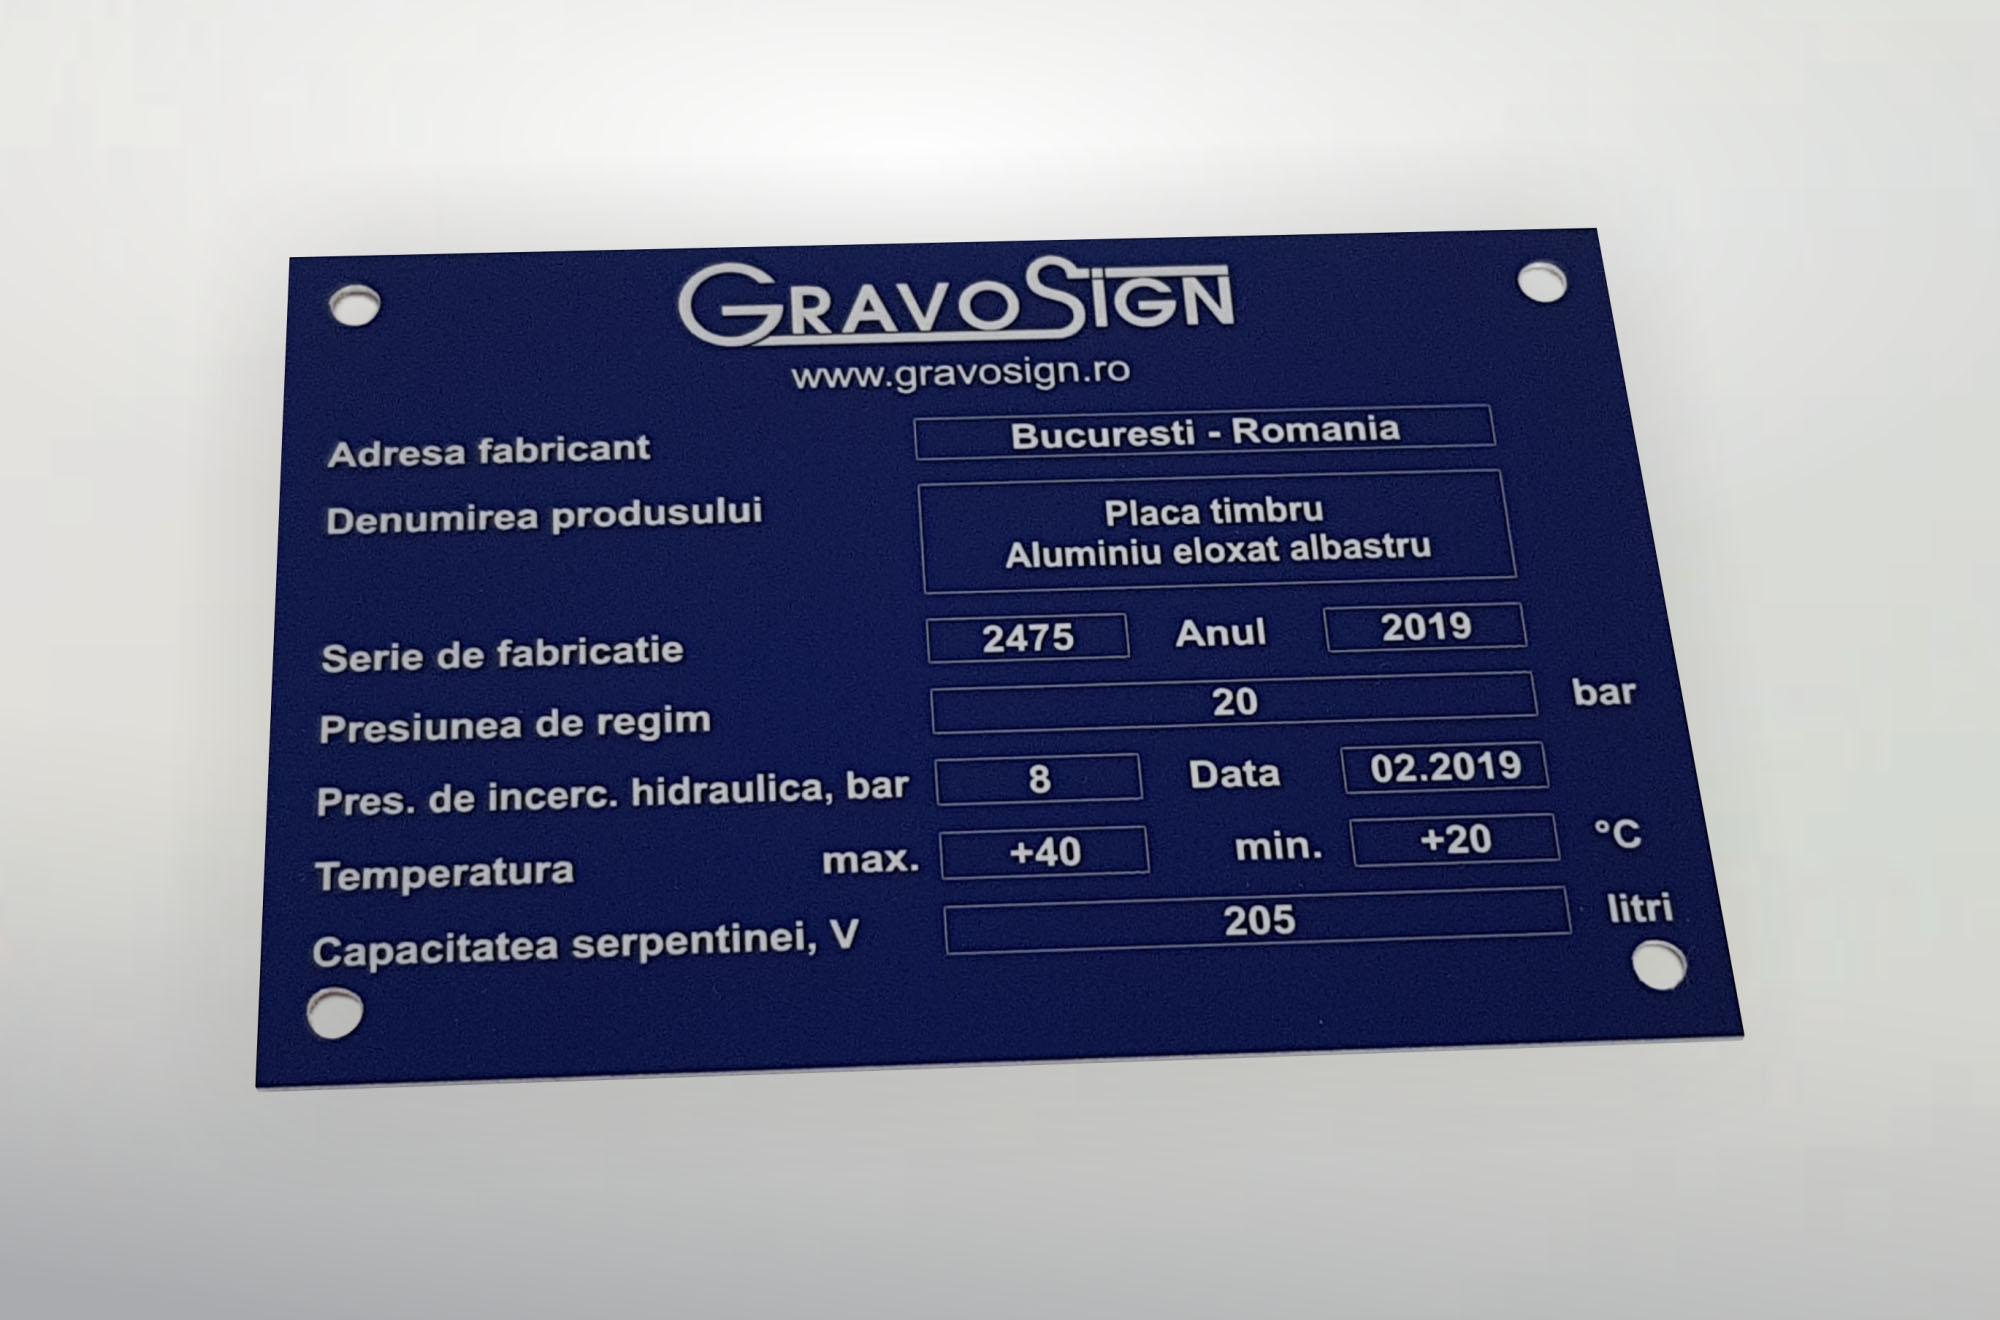 GRAVOSIGN
www.gravosign.ro
Adresa fabricant Bucuresti - Romania
Denumirea produsului Placa timbru
Aluminiu eloxat albastru
Serie de fabricatie 2475 Anul 2019
Presiunea de regim 20 bar
Pres. de incerc. hidraulica, bar 8 Data 02.2019
Temperatura max. +40 min. +20 °C
Capacitatea serpentinei, V 205 litri